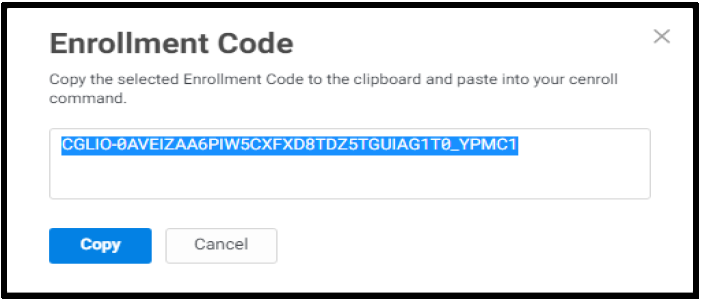 Enrollment Code
Copy the selected Enrollment Code to the clipboard and paste into your cenroll
command.
CGLIO-0AVEIZAA6PIW5CXFXD8TDZ5TGUIAG1T0_YPMC1
Copy
Cancel